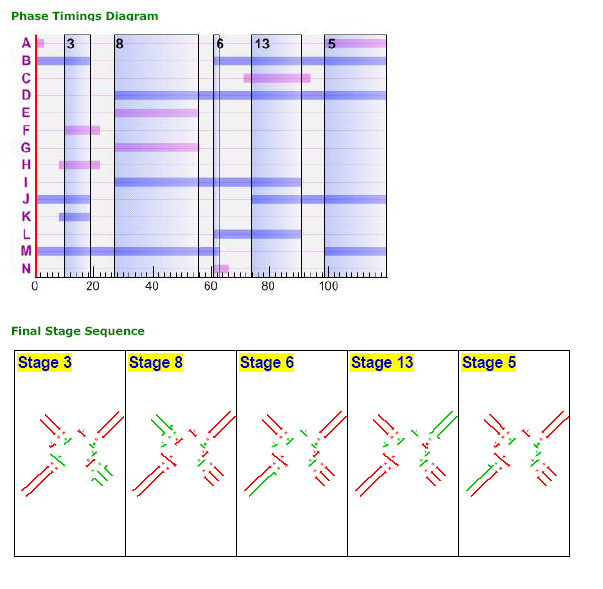 Phase Timings Diagram
3 8 6 13 5
A
B
C
D
E
F
G
H
I
J
K
L
M
N
0 20 40 60 80 100
Final Stage Sequence
Stage 3 Stage 8 Stage 6 Stage 13 Stage 5